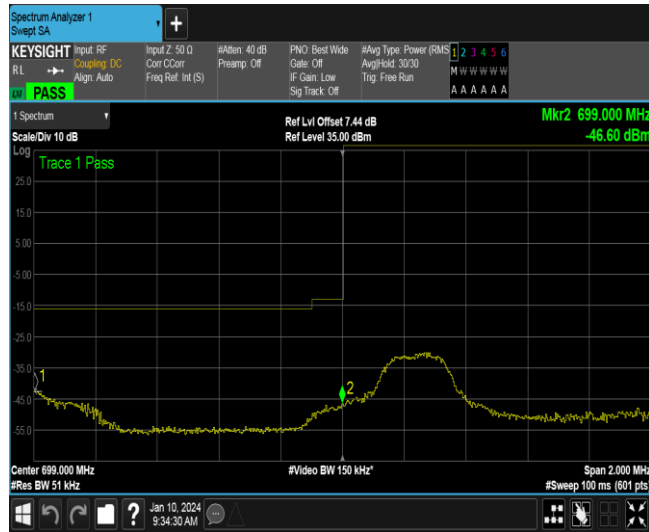 Spectrum Analyzer 1
Swept SA
+
KEYSIGHT
RL
LXI PASS
Input: RF
Coupling: DC
Align: Auto
Input Z: 50 Ω
Corr CCorr
Freq Ref: Int (S)
#Atten: 40 dB
Preamp: Off
PNO: Best Wide
Gate: Off
IF Gain: Low
Sig Track: Off
#Avg Type: Power (RMS
Avg|Hold: 30/30
Trig: Free Run
1 2 3 4 5 6
M W W W W W
A A A A A A
1 Spectrum
Scale/Div 10 dB
Log
Ref Lvl Offset 7.44 dB
Ref Level 35.00 dBm
Mkr2 699.000 MHz
-46.60 dBm
Trace 1 Pass
25.0
15.0
5.00
-5.00
-15.0
-25.0
-35.0
-45.0
-55.0
1
2
Center 699.000 MHz
#Res BW 51 kHz
#Video BW 150 kHz*
Span 2.000 MHz
#Sweep 100 ms (601 pts)
?
Jan 10, 2024
9:34:30 AM